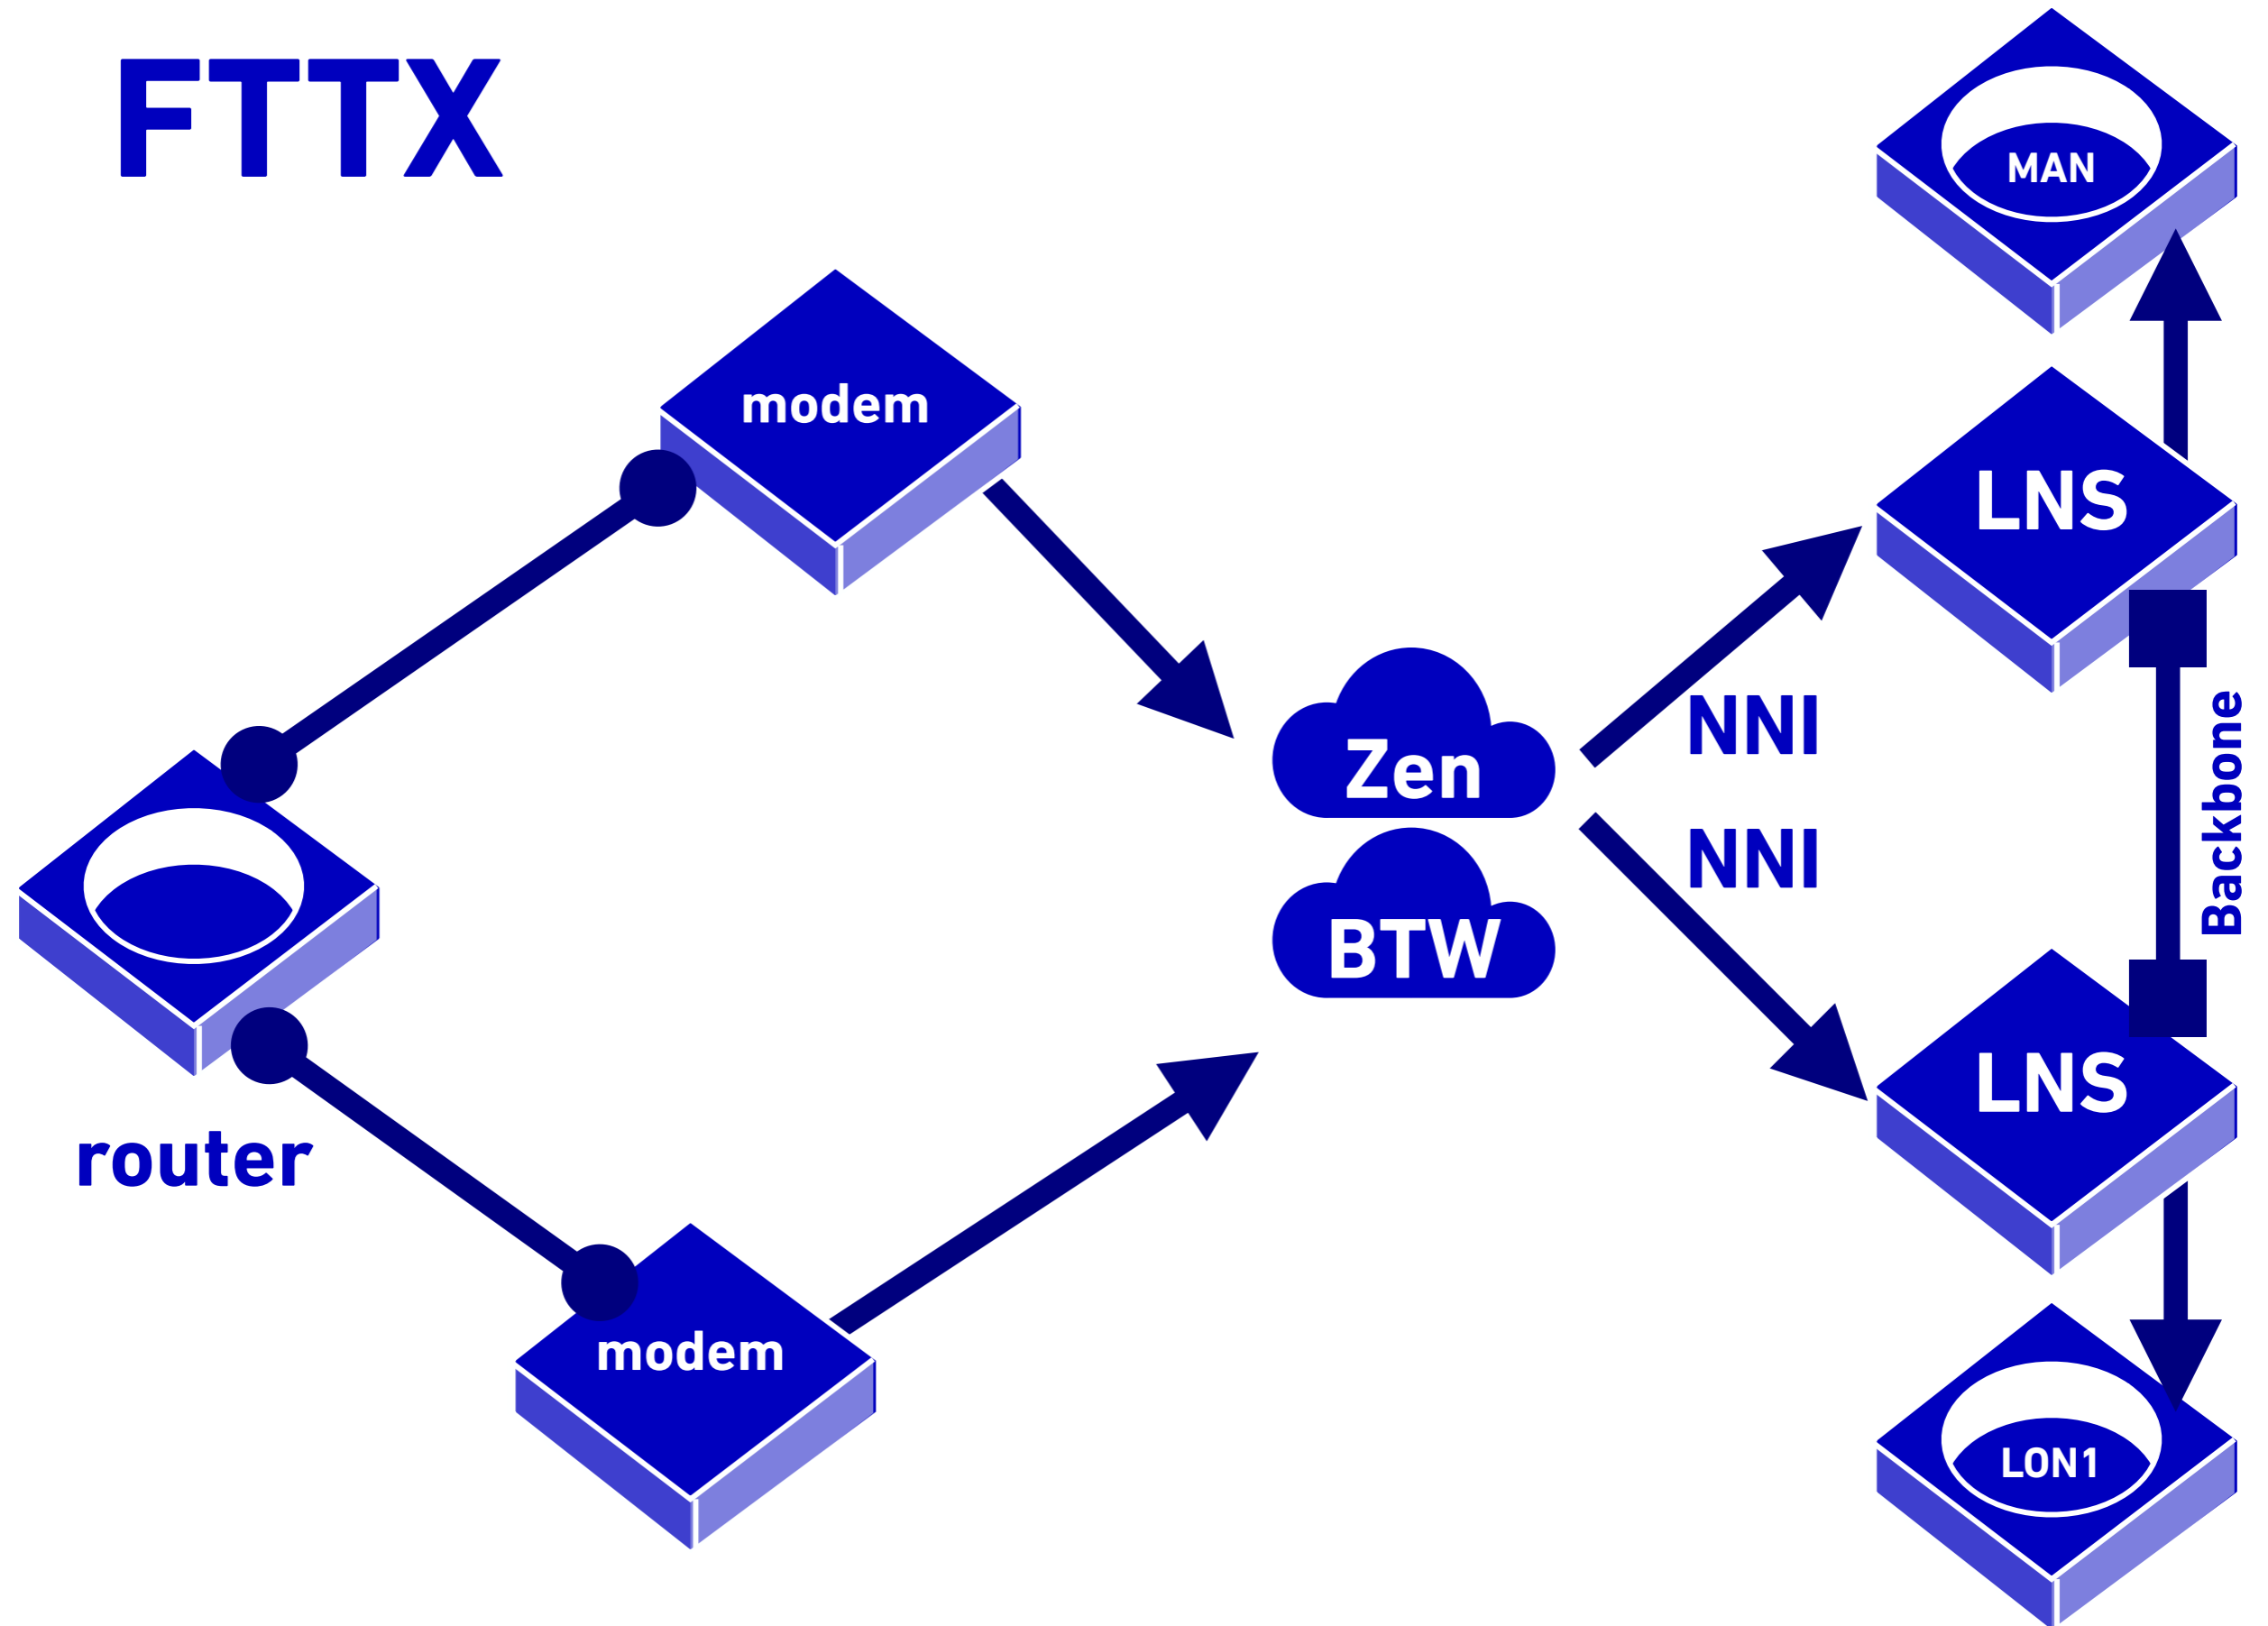 FTTX
MAN
modem
LNS
NNI
Zen
Backbone
NNI
BTW
LNS
router
modem
LON1